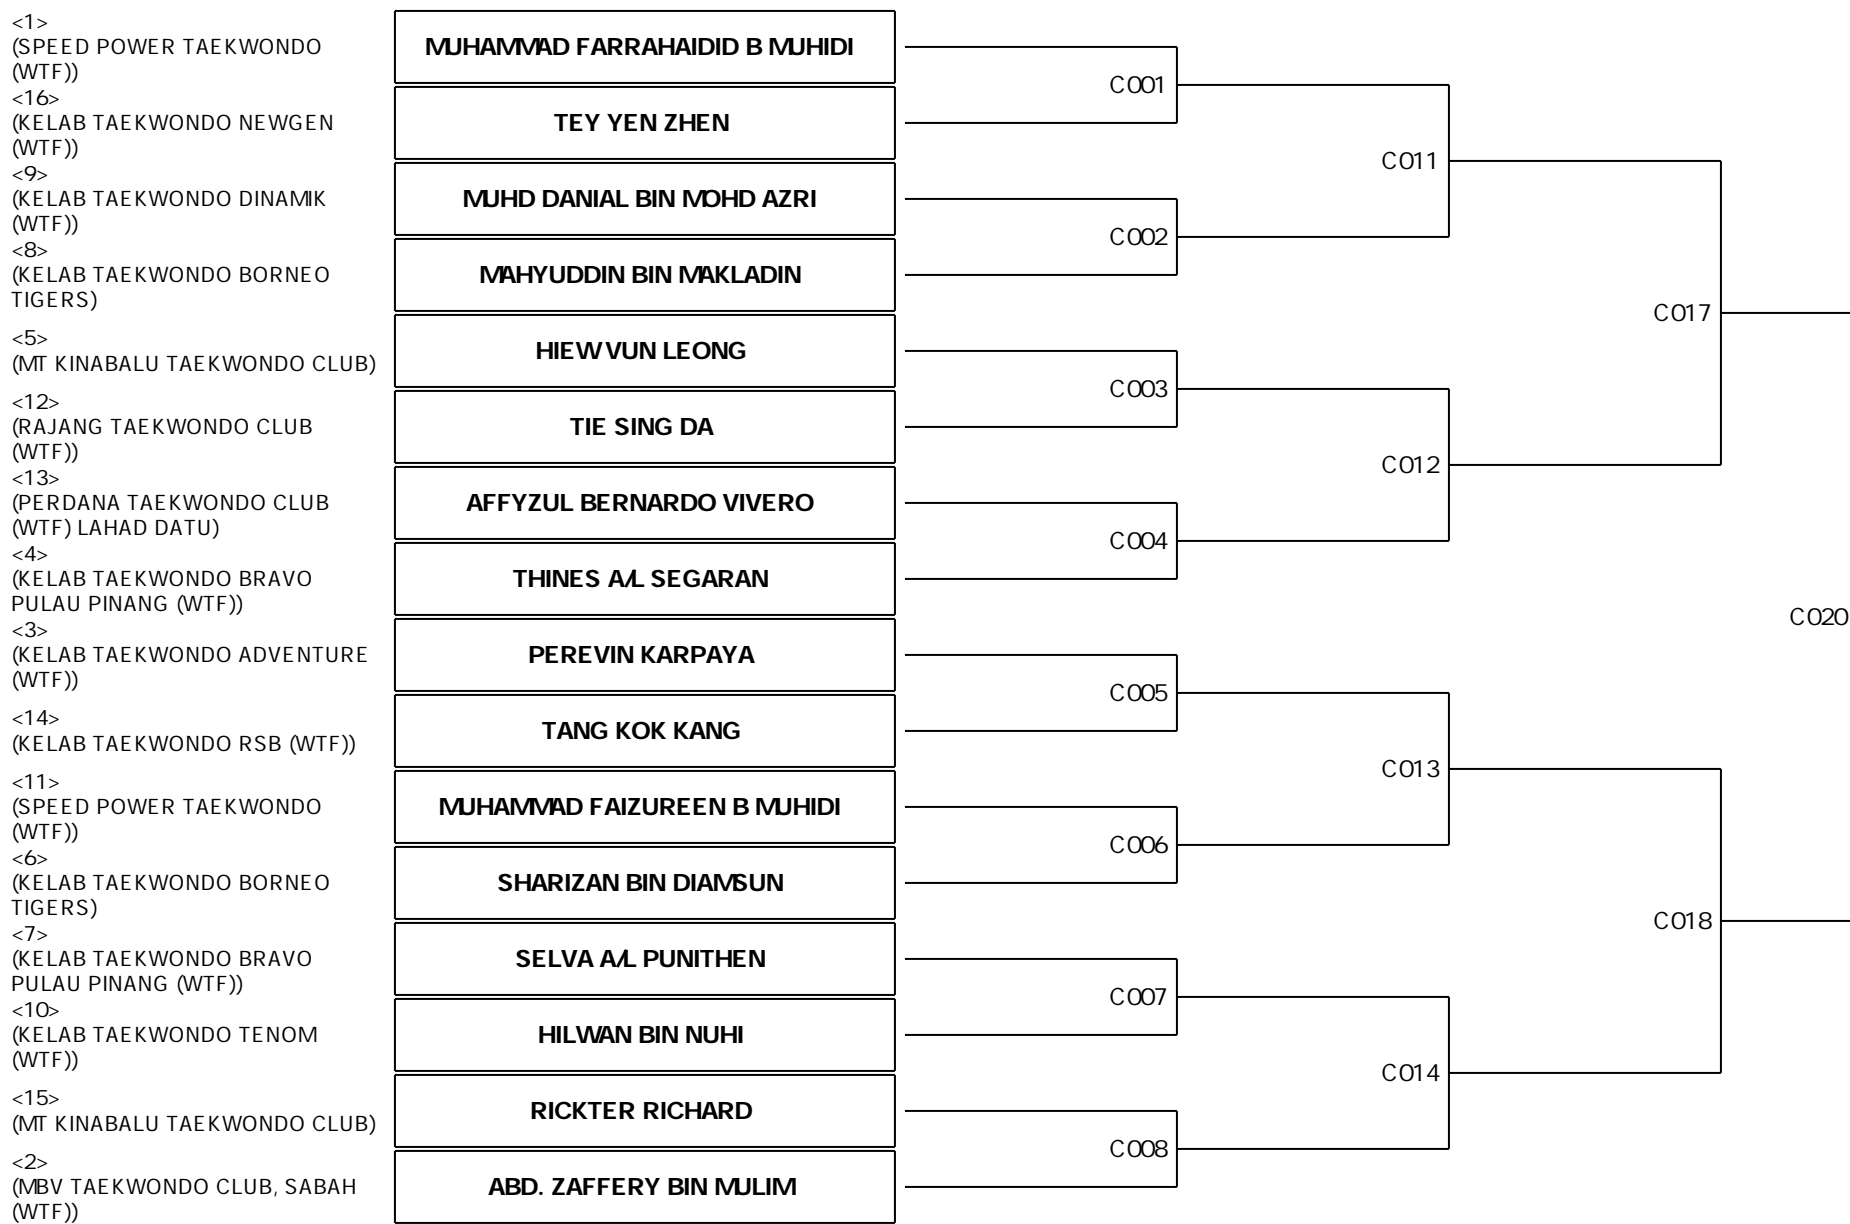 <1>
(SPEED POWER TAEKWONDO
(WTF))
MUHAMMAD FARRAHAIDID B MUHIDI
C001
<16>
(KELAB TAEKWONDO NEWGEN
(WTF))
TEY YEN ZHEN
C011
<9>
(KELAB TAEKWONDO DINAMIK
(WTF))
MUHD DANIAL BIN MOHD AZRI
C002
<8>
(KELAB TAEKWONDO BORNEO
TIGERS)
MAHYUDDIN BIN MAKLADIN
C017
<5>
(MT KINABALU TAEKWONDO CLUB)
HIEW VUN LEONG
C003
<12>
(RAJANG TAEKWONDO CLUB
(WTF))
TIE SING DA
C012
<13>
(PERDANA TAEKWONDO CLUB
(WTF) LAHAD DATU)
AFFYZUL BERNARDO VIVERO
C004
<4>
(KELAB TAEKWONDO BRAVO
PULAU PINANG (WTF))
THINES A/L SEGARAN
C020
<3>
(KELAB TAEKWONDO ADVENTURE
(WTF))
PEREVIN KARPAYA
C005
<14>
(KELAB TAEKWONDO RSB (WTF))
TANG KOK KANG
C013
<11>
(SPEED POWER TAEKWONDO
(WTF))
MUHAMMAD FAIZUREEN B MUHIDI
C006
<6>
(KELAB TAEKWONDO BORNEO
TIGERS)
SHARIZAN BIN DIAMSUN
C018
<7>
(KELAB TAEKWONDO BRAVO
PULAU PINANG (WTF))
SELVA A/L PUNITHEN
C007
<10>
(KELAB TAEKWONDO TENOM
(WTF))
HILWAN BIN NUHI
C014
<15>
(MT KINABALU TAEKWONDO CLUB)
RICKTER RICHARD
C008
<2>
(MBV TAEKWONDO CLUB, SABAH
(WTF))
ABD. ZAFFERY BIN MULIM